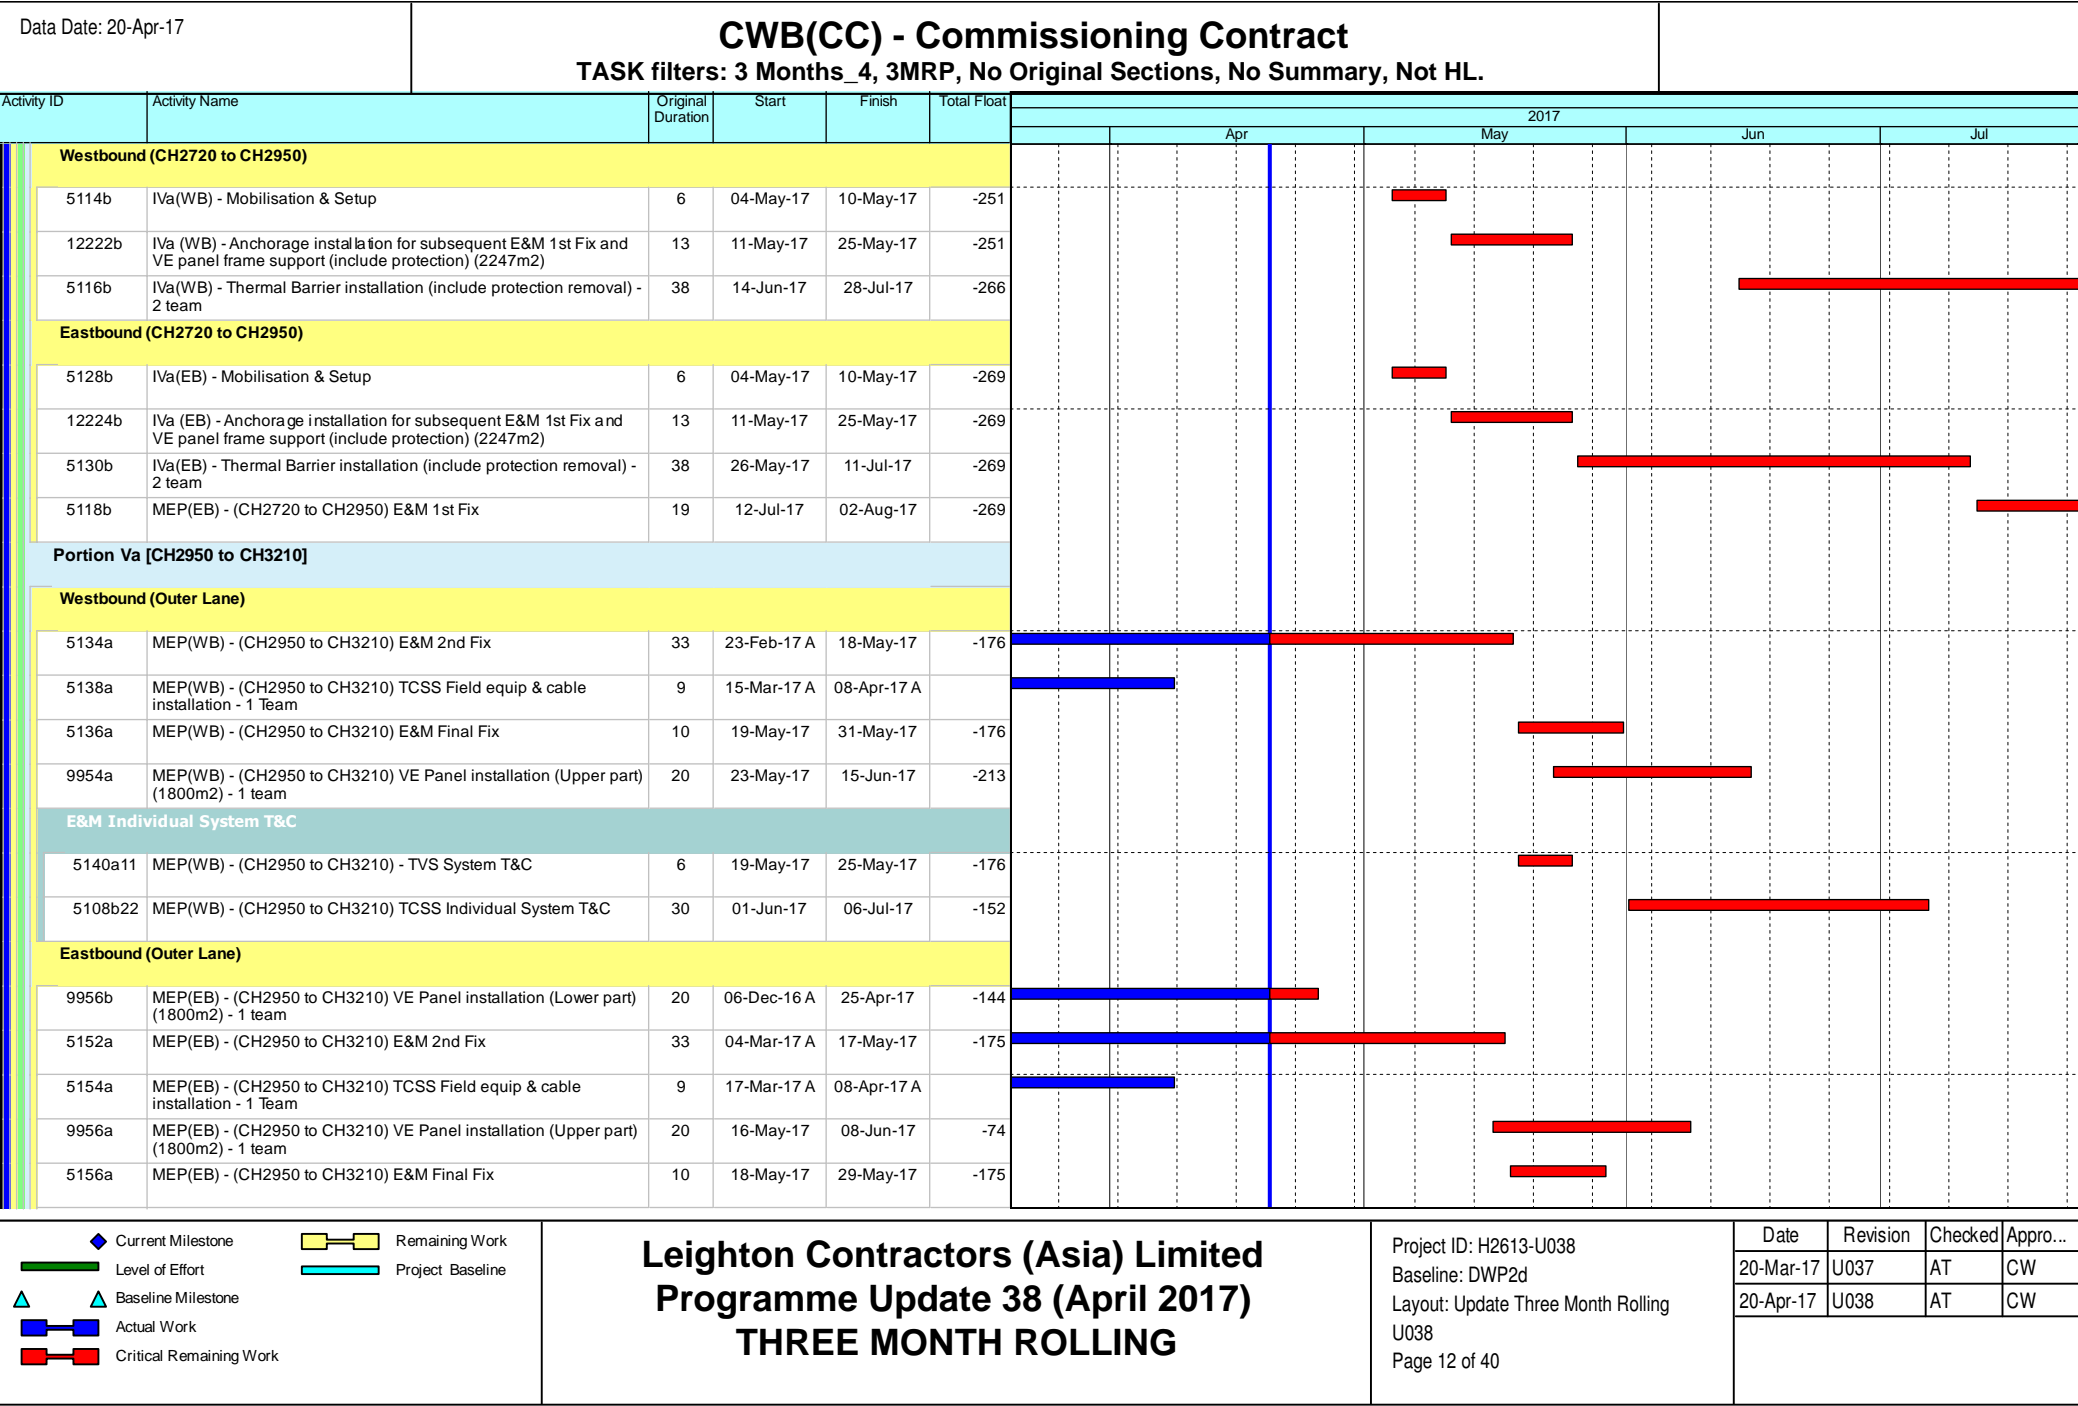 Data Date: 20-Apr-17
CWB(CC) - Commissioning Contract
TASK filters: 3 Months_4, 3MRP, No Original Sections, No Summary, Not HL.
Activity ID Activity Name Original Duration Start Finish Total Float
2017
Apr May Jun Jul
Westbound (CH2720 to CH2950)
5114b IVa(WB) - Mobilisation & Setup 6 04-May-17 10-May-17 -251
12222b IVa (WB) - Anchorage installation for subsequent E&M 1st Fix and 13 11-May-17 25-May-17 -251
VE panel frame support (include protection) (2247m2)
5116b IVa(WB) - Thermal Barrier installation (include protection removal) - 38 14-Jun-17 28-Jul-17 -266
2 team
Eastbound (CH2720 to CH2950)
5128b IVa(EB) - Mobilisation & Setup 6 04-May-17 10-May-17 -269
12224b IVa (EB) - Anchorage installation for subsequent E&M 1st Fix and 13 11-May-17 25-May-17 -269
VE panel frame support (include protection) (2247m2)
5130b IVa(EB) - Thermal Barrier installation (include protection removal) - 38 26-May-17 11-Jul-17 -269
2 team
5118b MEP(EB) - (CH2720 to CH2950) E&M 1st Fix 19 12-Jul-17 02-Aug-17 -269
Portion Va [CH2950 to CH3210]
Westbound (Outer Lane)
5134a MEP(WB) - (CH2950 to CH3210) E&M 2nd Fix 33 23-Feb-17 A 18-May-17 -176
5138a MEP(WB) - (CH2950 to CH3210) TCSS Field equip & cable 9 15-Mar-17 A 08-Apr-17 A
installation - 1 Team
5136a MEP(WB) - (CH2950 to CH3210) E&M Final Fix 10 19-May-17 31-May-17 -176
9954a MEP(WB) - (CH2950 to CH3210) VE Panel installation (Upper part) 20 23-May-17 15-Jun-17 -213
(1800m2) - 1 team
E&M Individual System T&C
5140a11 MEP(WB) - (CH2950 to CH3210) - TVS System T&C 6 19-May-17 25-May-17 -176
5108b22 MEP(WB) - (CH2950 to CH3210) TCSS Individual System T&C 30 01-Jun-17 06-Jul-17 -152
Eastbound (Outer Lane)
9956b MEP(EB) - (CH2950 to CH3210) VE Panel installation (Lower part) 20 06-Dec-16 A 25-Apr-17 -144
(1800m2) - 1 team
5152a MEP(EB) - (CH2950 to CH3210) E&M 2nd Fix 33 04-Mar-17 A 17-May-17 -175
5154a MEP(EB) - (CH2950 to CH3210) TCSS Field equip & cable 9 17-Mar-17 A 08-Apr-17 A
installation - 1 Team
9956a MEP(EB) - (CH2950 to CH3210) VE Panel installation (Upper part) 20 16-May-17 08-Jun-17 -74
(1800m2) - 1 team
5156a MEP(EB) - (CH2950 to CH3210) E&M Final Fix 10 18-May-17 29-May-17 -175
Current Milestone Remaining Work
Level of Effort Project Baseline
Baseline Milestone
Actual Work
Critical Remaining Work
Leighton Contractors (Asia) Limited
Programme Update 38 (April 2017)
THREE MONTH ROLLING
Project ID: H2613-U038
Baseline: DWP2d
Layout: Update Three Month Rolling
U038
Page 12 of 40
Date Revision Checked Appro...
20-Mar-17 U037 AT CW
20-Apr-17 U038 AT CW